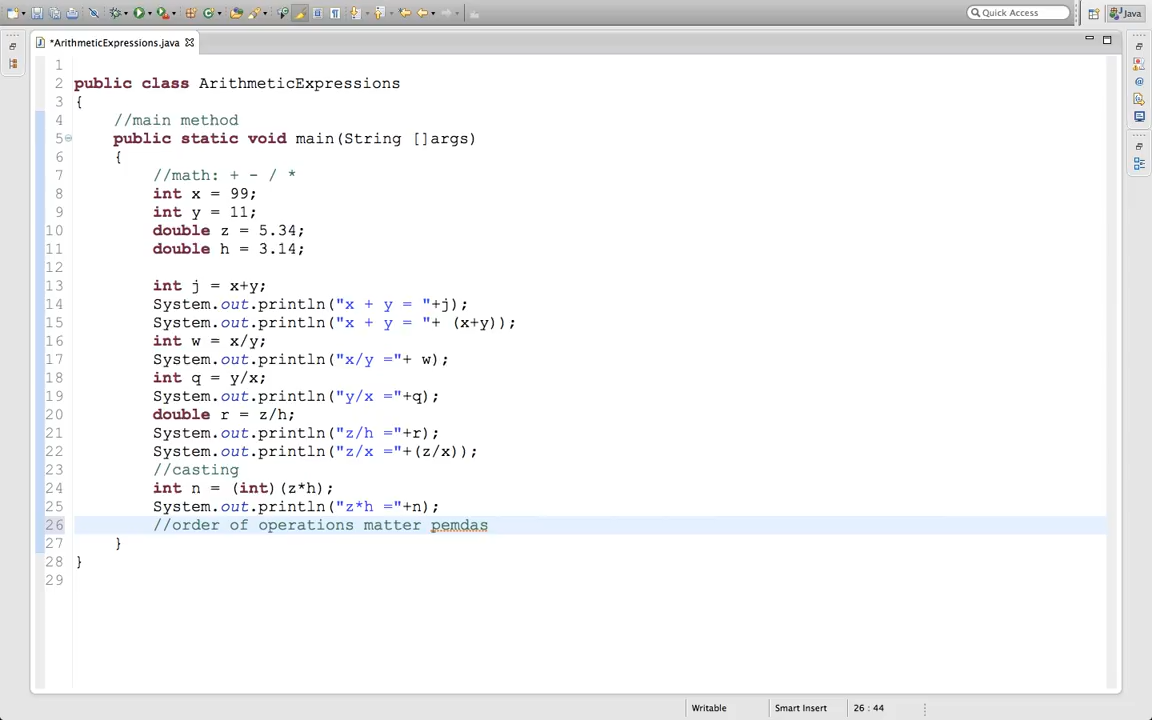 Quick Access
Java
*ArithmeticExpressions.java
1
2 public class ArithmeticExpressions
3 {
4 //main method
5 public static void main(String []args)
6 {
7 //math: + - / *
8 int x = 99;
9 int y = 11;
10 double z = 5.34;
11 double h = 3.14;
12
13 int j = x+y;
14 System.out.println("x + y = "+j);
15 System.out.println("x + y = "+ (x+y));
16 int w = x/y;
17 System.out.println("x/y ="+ w);
18 int q = y/x;
19 System.out.println("y/x ="+q);
20 double r = z/h;
21 System.out.println("z/h ="+r);
22 System.out.println("z/x ="+(z/x));
23 //casting
24 int n = (int)(z*h);
25 System.out.println("z*h ="+n);
26 //order of operations matter pemdas
27 }
28 }
29
Writable Smart Insert 26 : 44